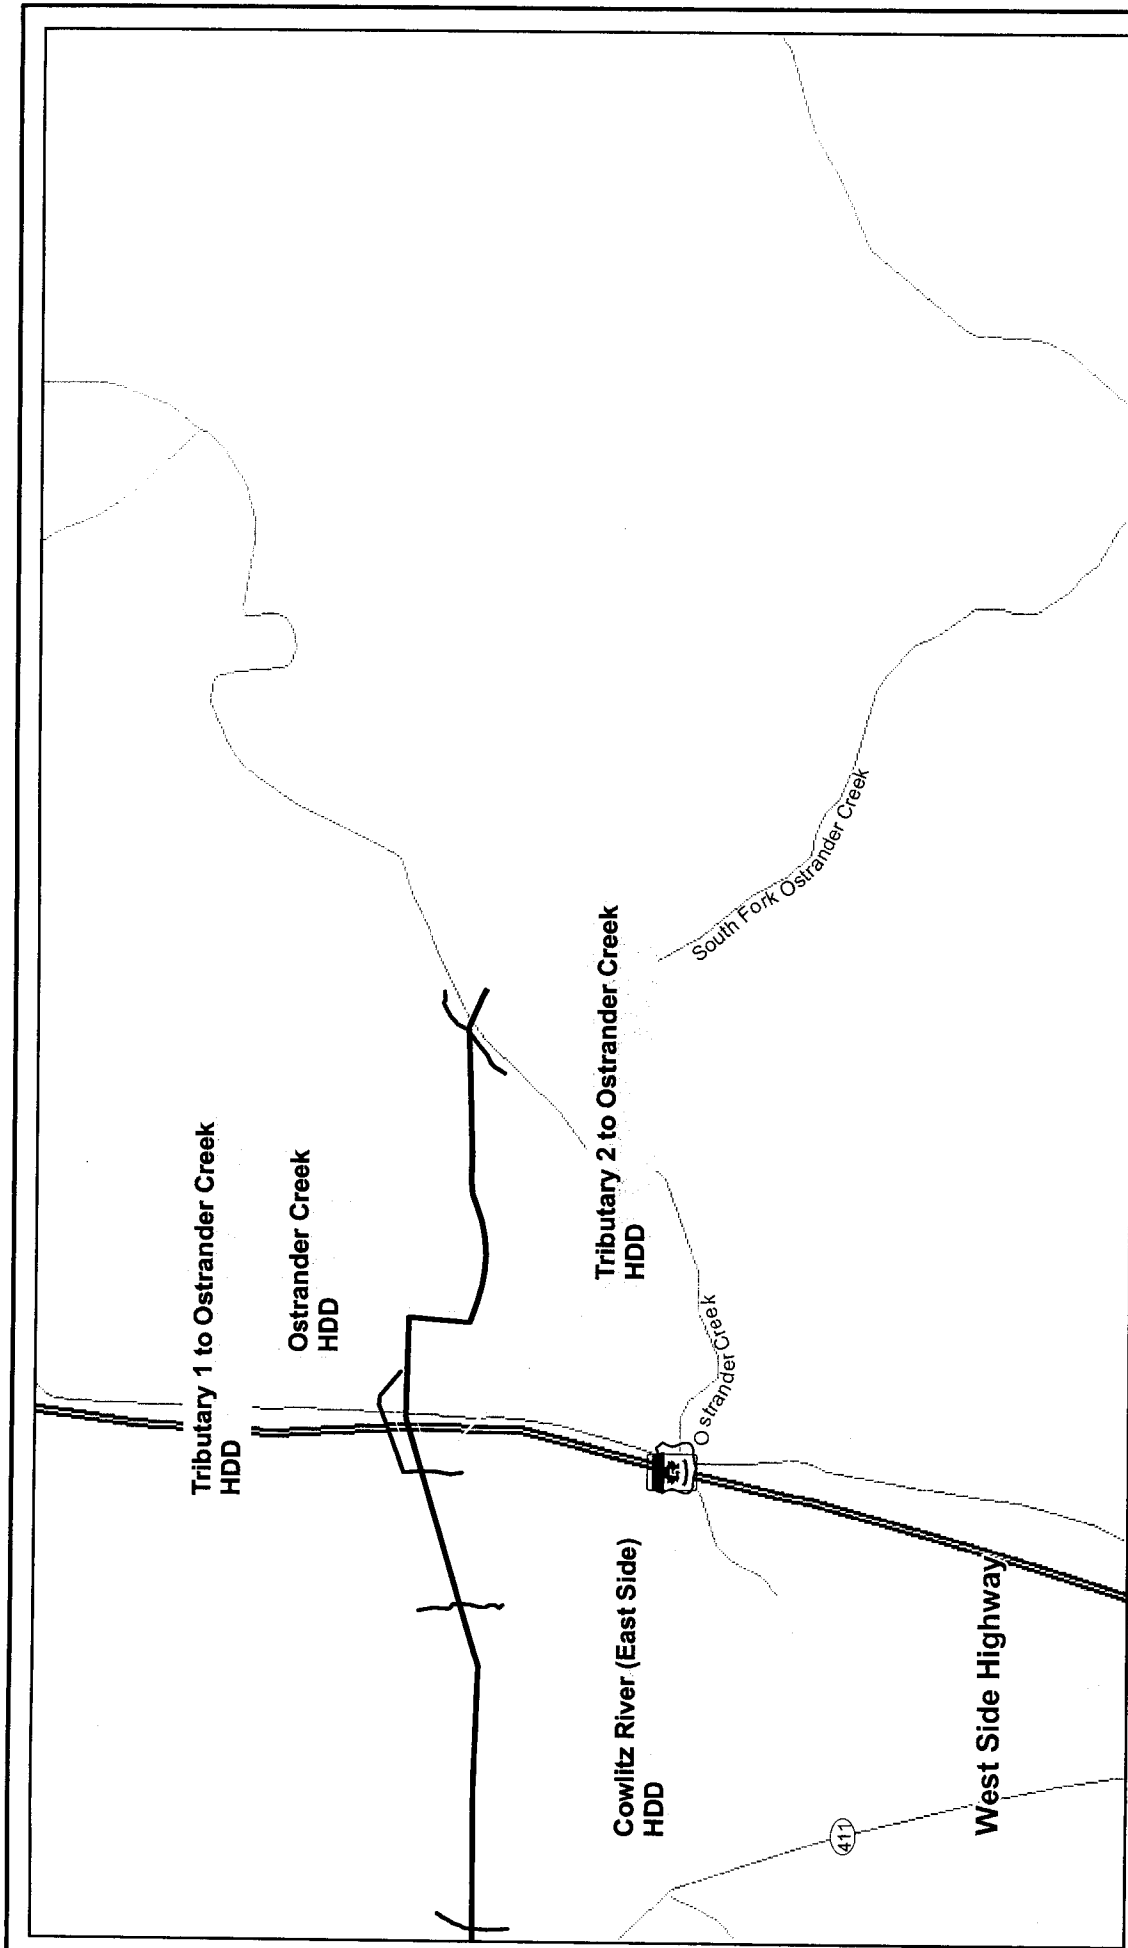 Tributary 1 to Ostrander Creek
HDD
Ostrander Creek
HDD
Tributary 2 to Ostrander Creek
HDD
South Fork Ostrander Creek
Ostrander Creek
Cowlitz River (East Side)
HDD
West Side Highway
411